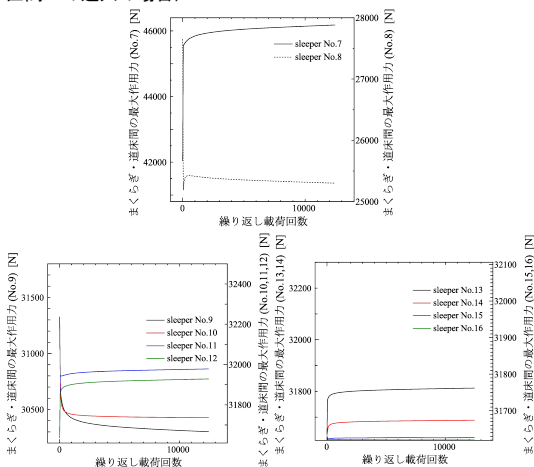 まくらぎ・道床間の最大作用力 (No.7) [N]
46000
44000
42000
28000
27000
26000
25000
まくらぎ・道床間の最大作用力 (No.8) [N]
sleeper No.7
sleeper No.8
0
10000
繰り返し載荷回数
まくらぎ・道床間の最大作用力 (No.9) [N]
31500
31000
30500
32400
32200
32000
31800
まくらぎ・道床間の最大作用力 (No.10,11,12) [N]
sleeper No.9
sleeper No.10
sleeper No.11
sleeper No.12
0
10000
繰り返し載荷回数
まくらぎ・道床間の最大作用力 (No.13,14) [N]
32200
31800
32100
32000
31900
31800
31700
まくらぎ・道床間の最大作用力 (No.15,16) [N]
sleeper No.13
sleeper No.14
sleeper No.15
sleeper No.16
0
10000
繰り返し載荷回数